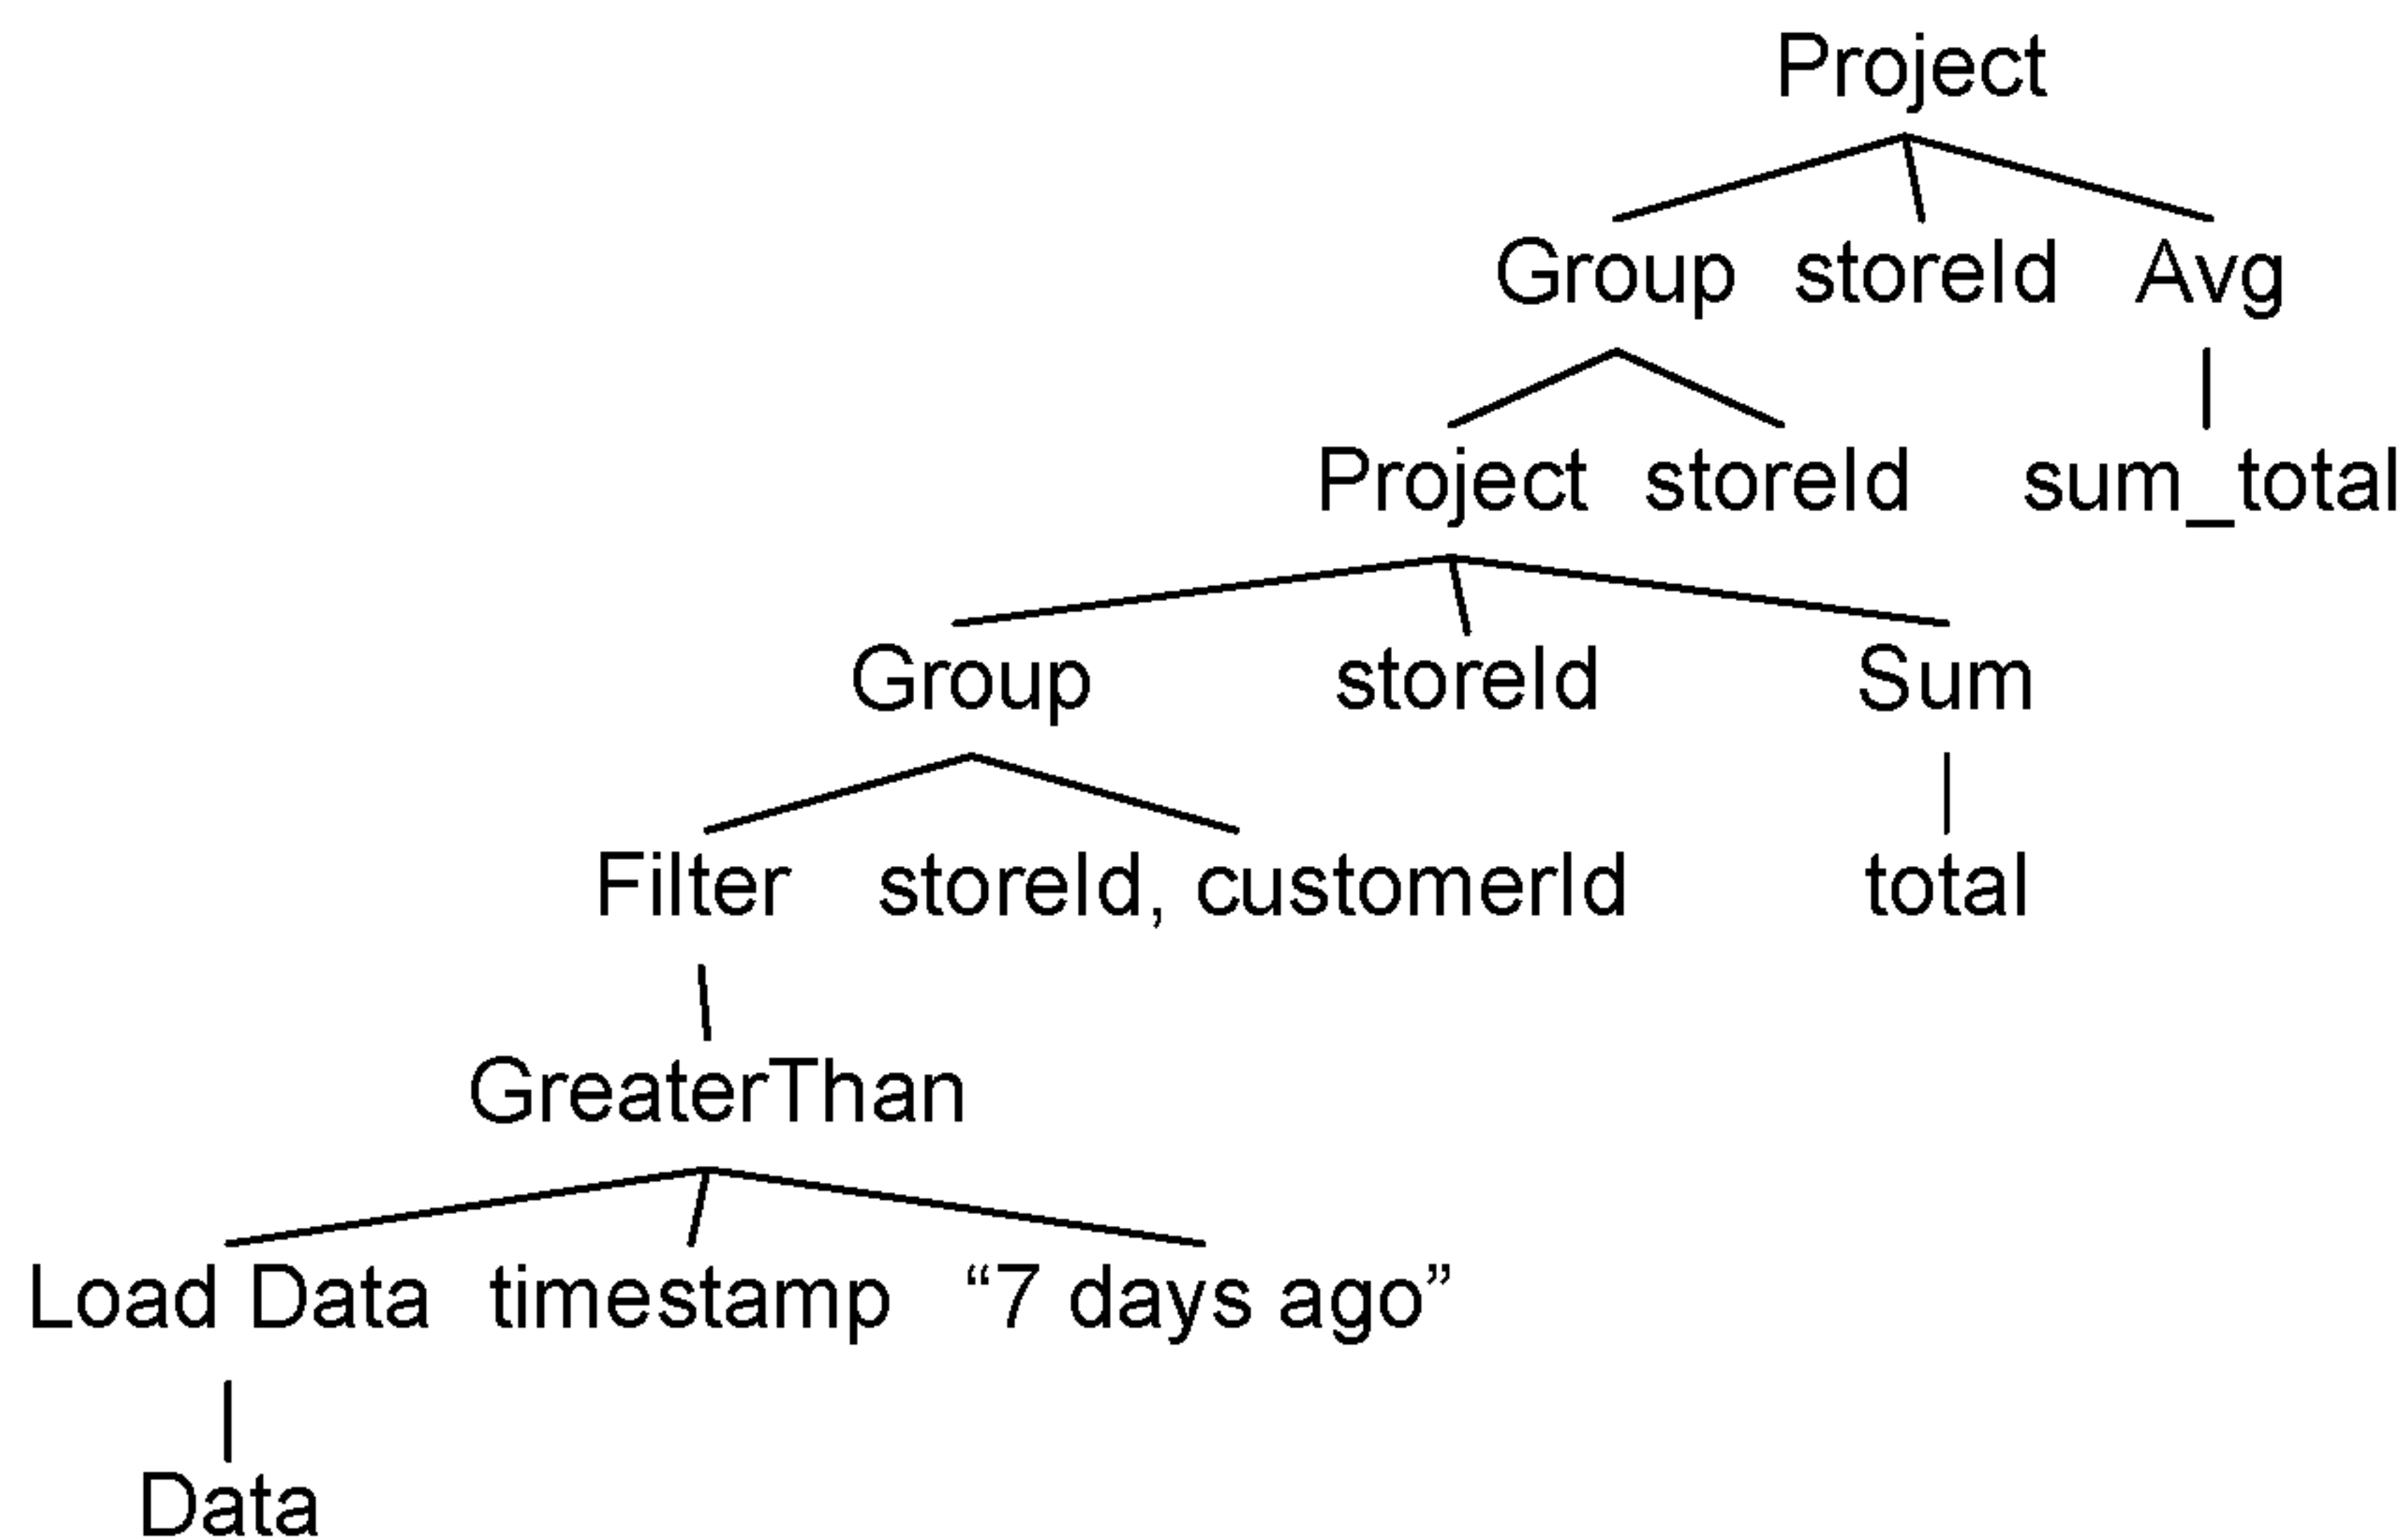 Project
Group storeId Avg
Project storeId sum_total
Group storeId Sum
Filter storeId, customerId total
GreaterThan
Load Data timestamp “7 days ago”
Data